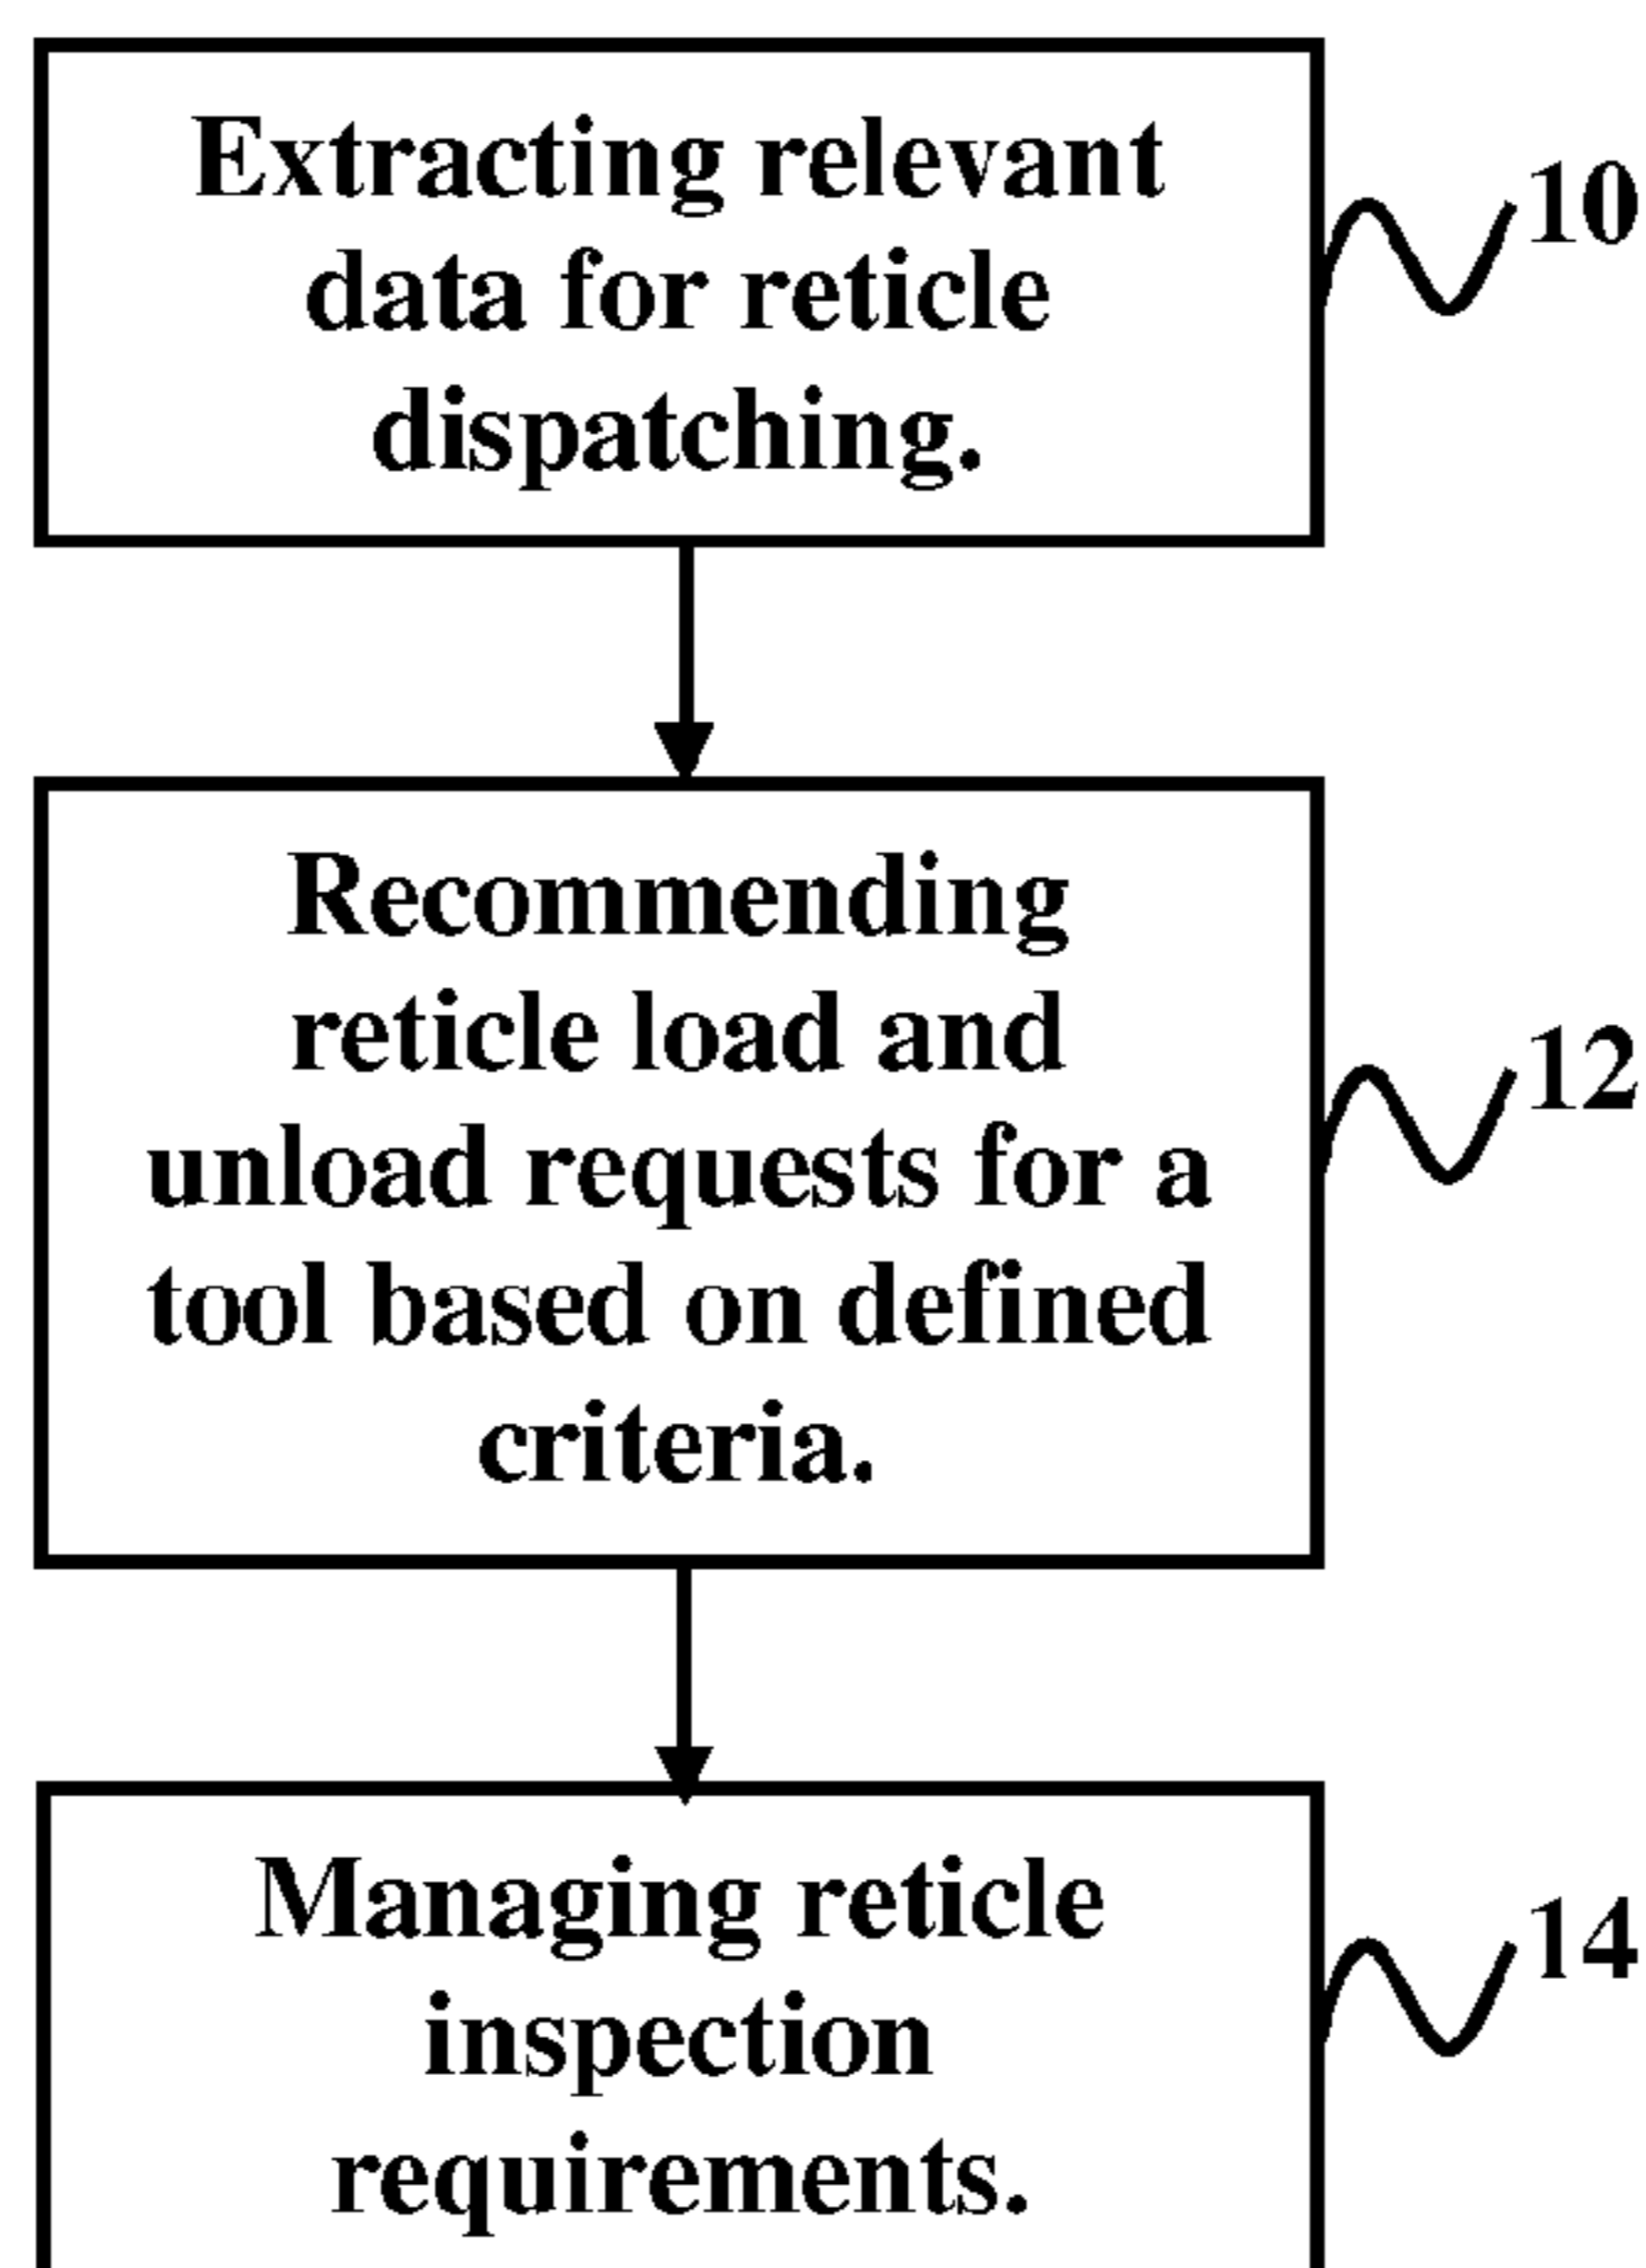 Extracting relevant
data for reticle
dispatching.
10
Recommending
reticle load and
unload requests for a
tool based on defined
criteria.
12
Managing reticle
inspection
requirements.
14